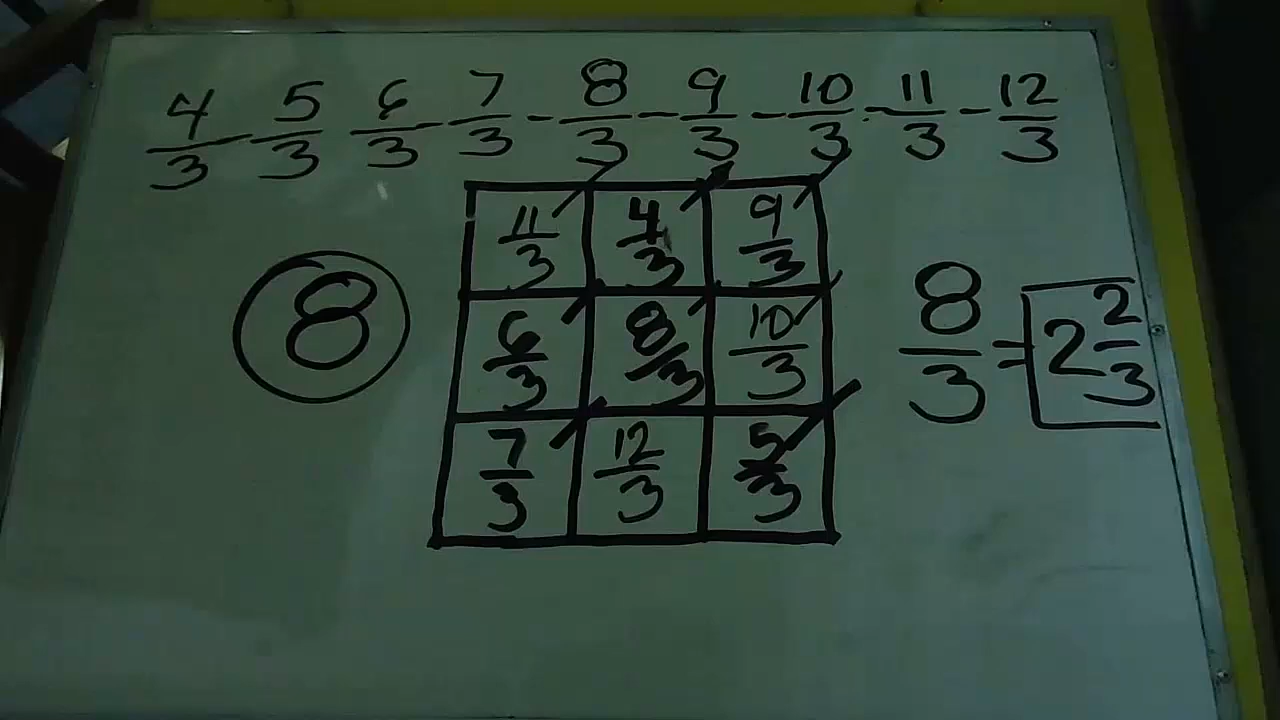 4/3 - 5/3 6/3 - 7/3 - 8/3 - 9/3 - 10/3 - 11/3 - 12/3
11/3 4/3 9/3
8
6/3 8/3 10/3
8/3 = 2 2/3
7/3 12/3 5/3